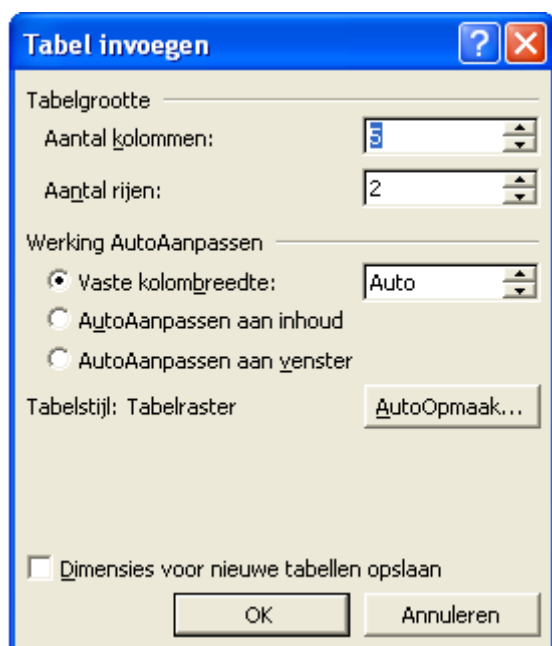 Tabel invoegen
Tabelgrootte
Aantal kolommen: 5
Aantal rijen: 2
Werking AutoAanpassen
Vaste kolombreedte: Auto
AutoAanpassen aan inhoud
AutoAanpassen aan venster
Tabelstijl: Tabelraster AutoOpmaak...
Dimensies voor nieuwe tabellen opslaan
OK Annuleren